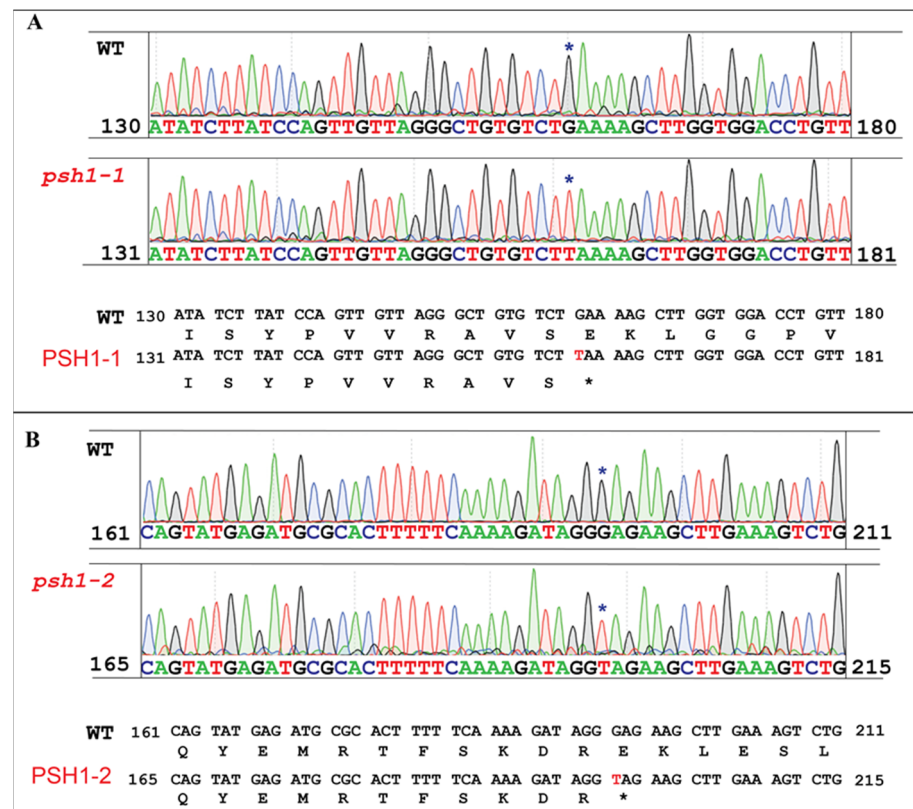 A
WT
*
130 ATATCTTATCCAGTTGTTAGGGCTGTGTCTGAAAAGCTTGGTGGACCTGTT 180
psh1-1
*
131 ATATCTTATCCAGTTGTTAGGGCTGTGTCTTAAAAGCTTGGTGGACCTGTT 181
WT 130 ATA TCT TAT CCA GTT GTT AGG GCT GTG TCT GAA AAG CTT GGT GGA CCT GTT 180
I S Y P V V R A V S E K L G G P V
PSH1-1 131 ATA TCT TAT CCA GTT GTT AGG GCT GTG TCT TAA AAG CTT GGT GGA CCT GTT 181
I S Y P V V R A V S *
B
WT
*
161 CAGTATGAGATGCGCACTTTTTCAAAAGATAGGGAGAAGCTTGAAAGTCTG 211
psh1-2
*
165 CAGTATGAGATGCGCACTTTTTCAAAAGATAGGTAGAAGCTTGAAAGTCTG 215
WT 161 CAG TAT GAG ATG CGC ACT TTT TCA AAA GAT AGG GAG AAG CTT GAA AGT CTG 211
Q Y E M R T F S K D R E K L E S L
PSH1-2 165 CAG TAT GAG ATG CGC ACT TTT TCA AAA GAT AGG TAG AAG CTT GAA AGT CTG 215
Q Y E M R T F S K D R *